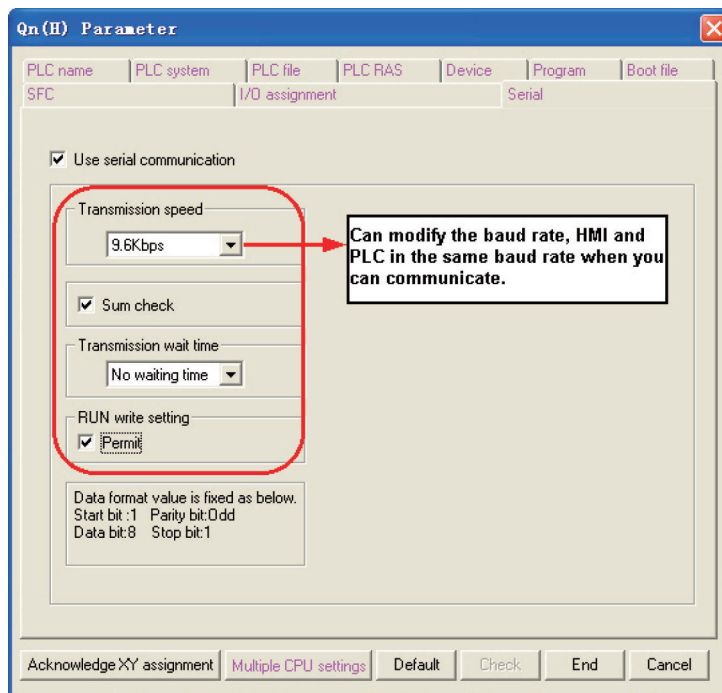 Qn(H) Parameter
PLC name PLC system PLC file PLC RAS Device Program Boot file
SFC I/O assignment Serial
Use serial communication
Transmission speed
9.6Kbps
Can modify the baud rate, HMI and
PLC in the same baud rate when you
can communicate.
Sum check
Transmission wait time
No waiting time
RUN write setting
Permit
Data format value is fixed as below.
Start bit :1 Parity bit:Odd
Data bit:8 Stop bit:1
Acknowledge XY assignment Multiple CPU settings Default Check End Cancel